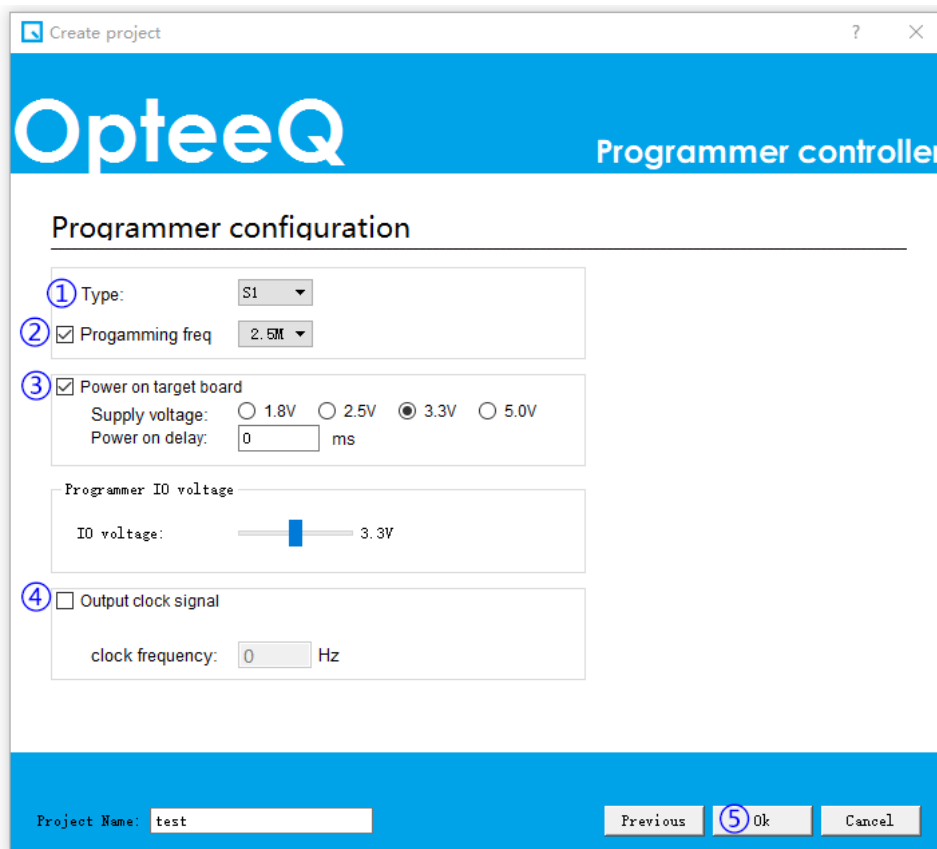 Create project ? ×
OpteeQ
Programmer controller
Programmer configuration
① Type: S1
② Progamming freq 2.5M
③ Power on target board
Supply voltage: 1.8V 2.5V 3.3V 5.0V
Power on delay: 0 ms
Programmer IO voltage
IO voltage: 3.3V
④ Output clock signal
clock frequency: 0 Hz
Project Name: test Previous ⑤ Ok Cancel